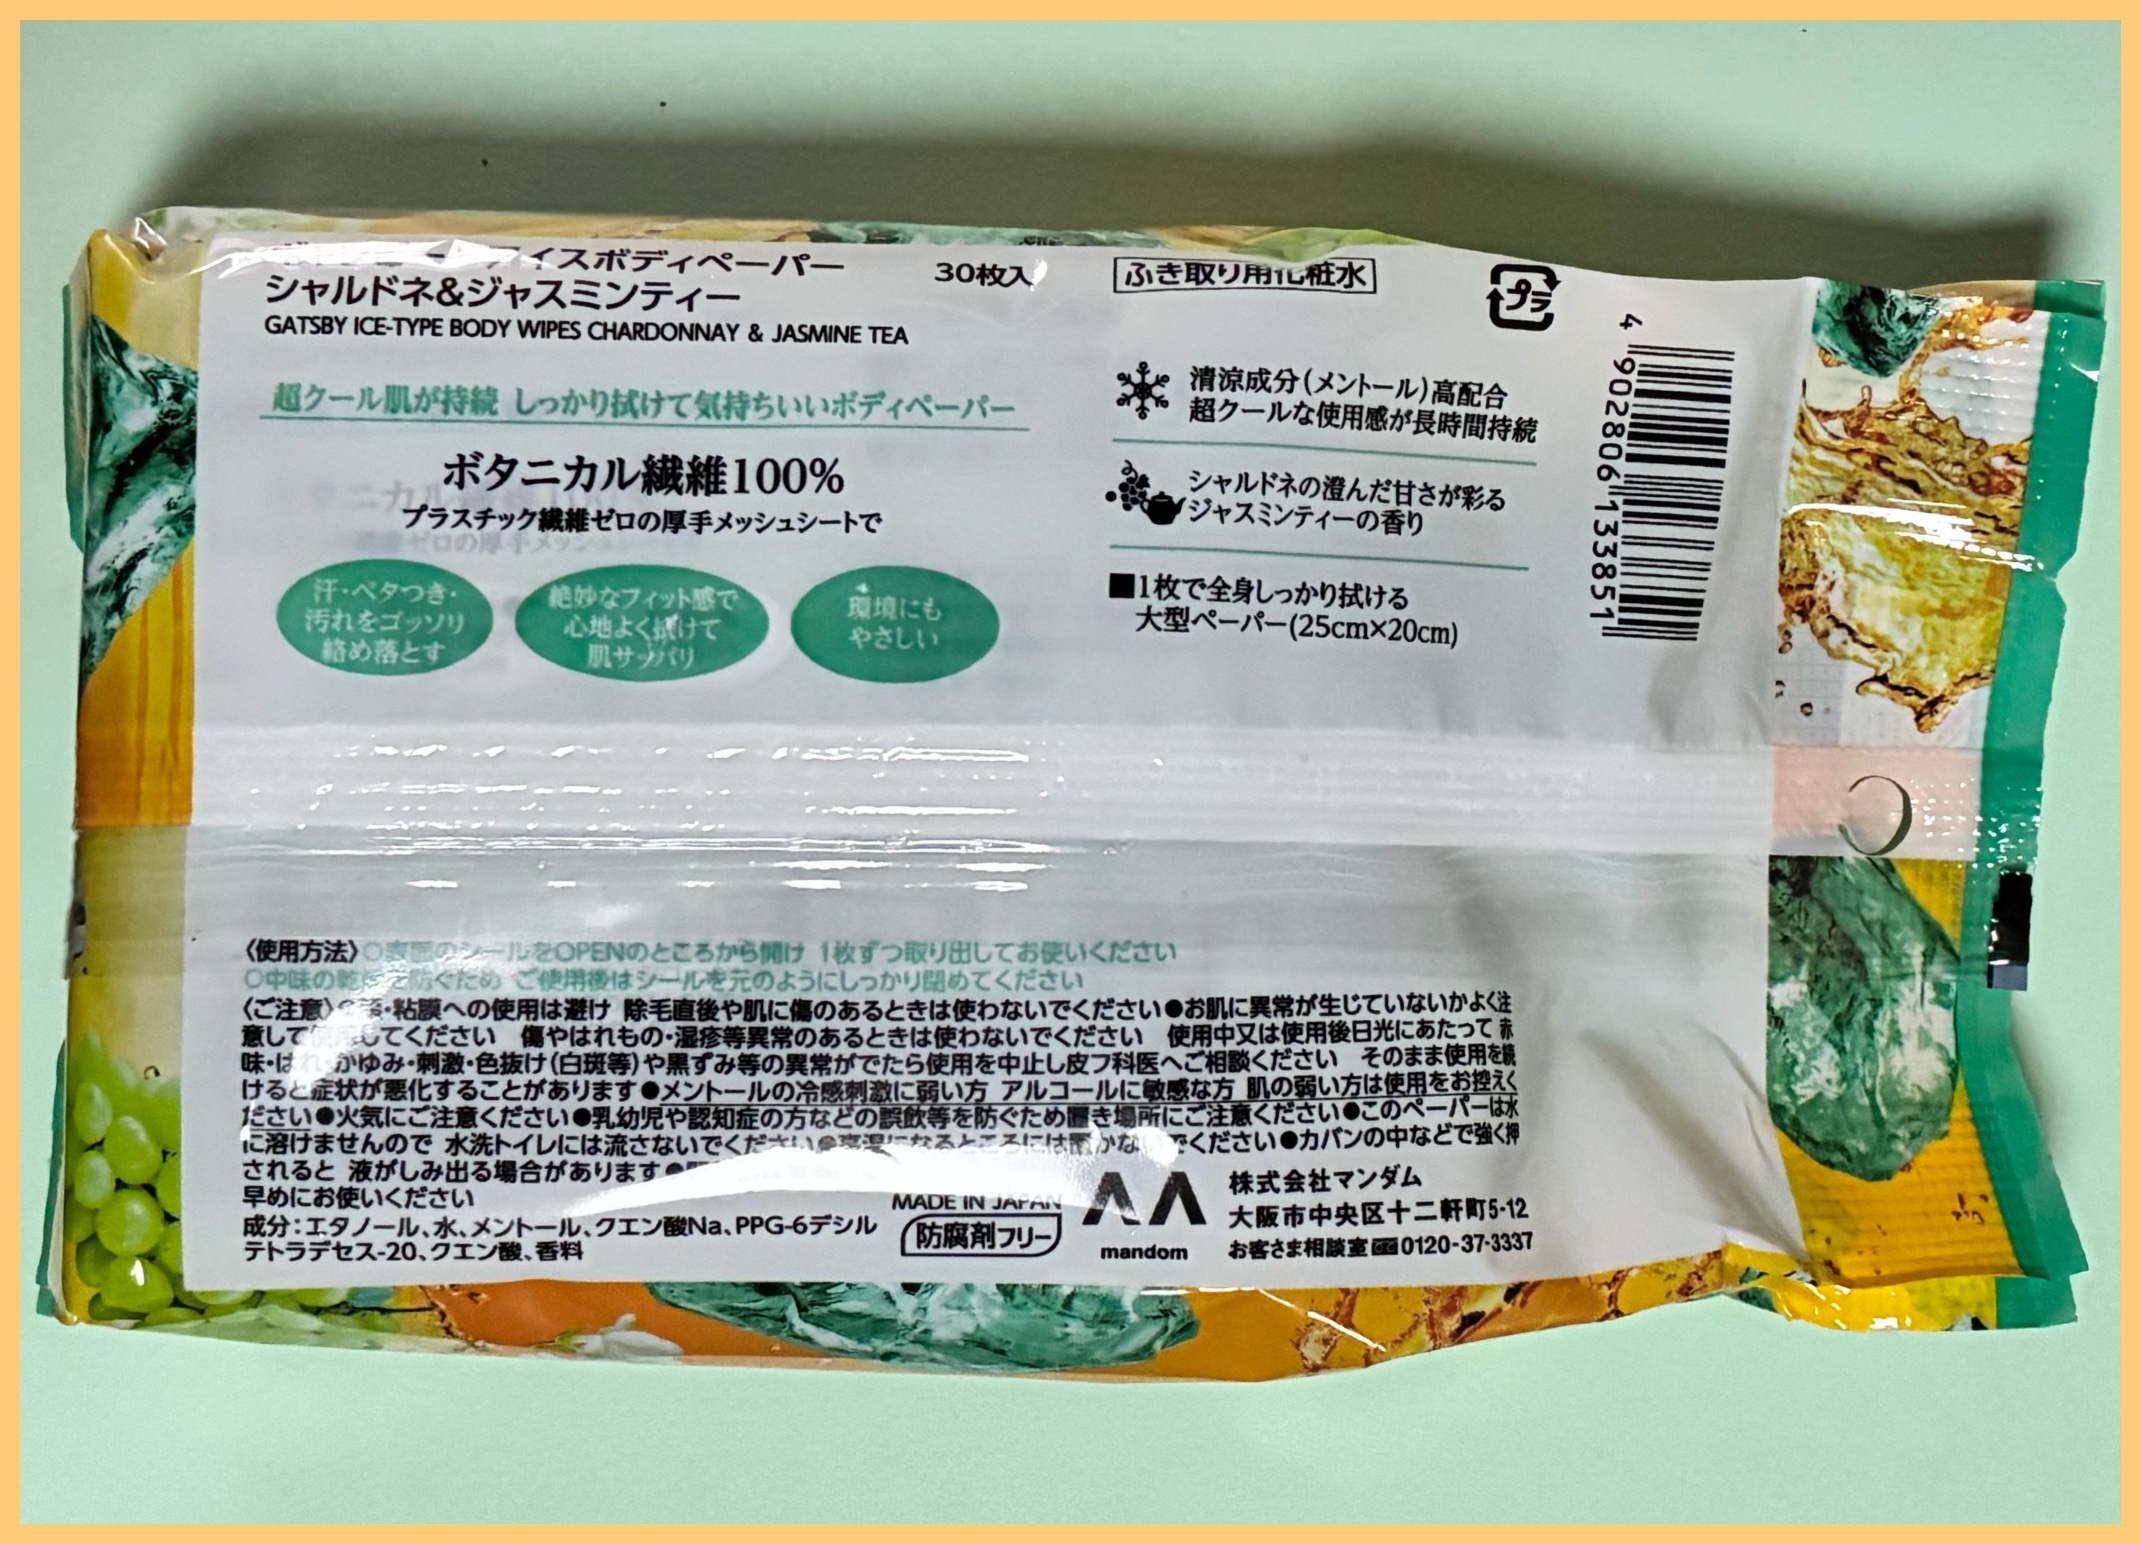 アイスボディペーパー
シャルドネ&ジャスミンティー
30枚入
GATSBY ICE-TYPE BODY WIPES CHARDONNAY & JASMINE TEA
超クール肌が持続 しっかり拭けて気持ちいいボディペーパー
ボタニカル繊維100%
プラスチック繊維ゼロの厚手メッシュシートで
汗・ベタつき・
汚れをゴッソリ
絡め落とす
絶妙なフィット感で
心地よく拭けて
肌サッパリ
環境にも
やさしい
ふき取り用化粧水
プラ
清涼成分(メントール)高配合
超クールな使用感が長時間持続
シャルドネの澄んだ甘さが彩る
ジャスミンティーの香り
■1枚で全身しっかり拭ける
大型ペーパー(25cm×20cm)
4 902806 133851
〈使用方法〉○表面のシールをOPENのところから開け 1枚ずつ取り出してお使いください
○中味の乾燥を防ぐため ご使用後はシールを元のようにしっかり閉めてください
〈ご注意〉・粘膜への使用は避け 除毛直後や肌に傷のあるときは使わないでください●お肌に異常が生じていないかよく注
意して使用してください 傷やはれもの・湿疹等異常のあるときは使わないでください 使用中又は使用後日光にあたって 赤
味・はれ・かゆみ・刺激・色抜け(白斑等)や黒ずみ等の異常がでたら使用を中止し皮フ科医へご相談ください そのまま使用を続
けると症状が悪化することがあります●メントールの冷感刺激に弱い方 アルコールに敏感な方 肌の弱い方は使用をお控えく
ださい●火気にご注意ください●乳幼児や認知症の方などの誤飲等を防ぐため置き場所にご注意ください●このペーパーは水
に溶けませんので 水洗トイレには流さないでください●高温になるところには置かないでください●カバンの中などで強く押
されると 液がしみ出る場合があります●
早めにお使いください
成分:エタノール、水、メントール、クエン酸Na、PPG-6デシル
テトラデセス-20、クエン酸、香料
MADE IN JAPAN
防腐剤フリー
mandom
株式会社マンダム
大阪市中央区十二軒町5-12
お客さま相談室 0120-37-3337